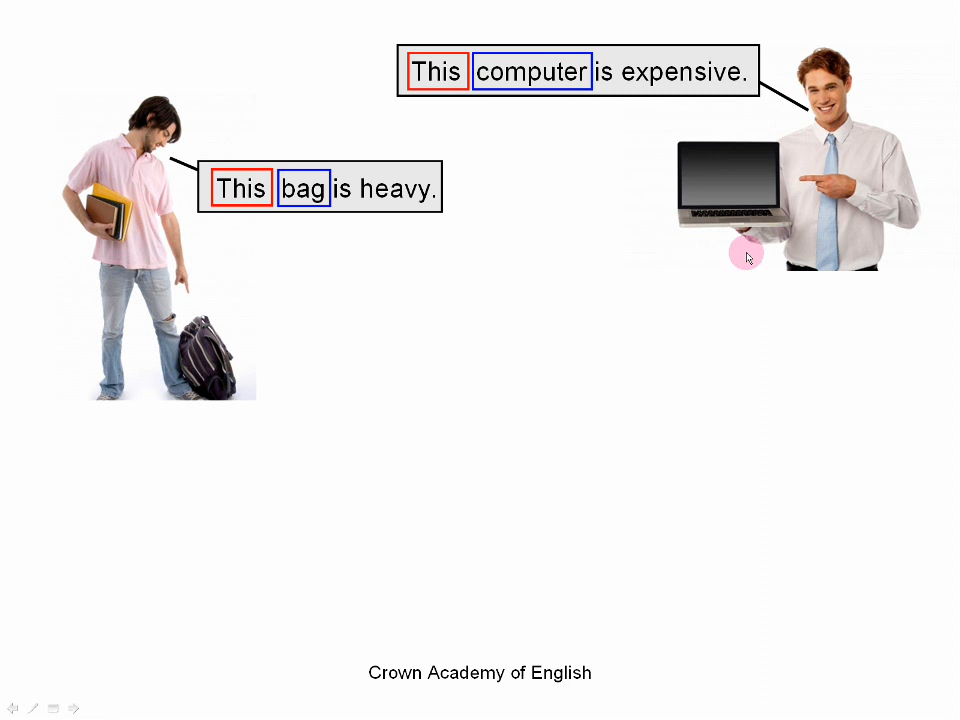 This computer is expensive.
This bag is heavy.
Crown Academy of English